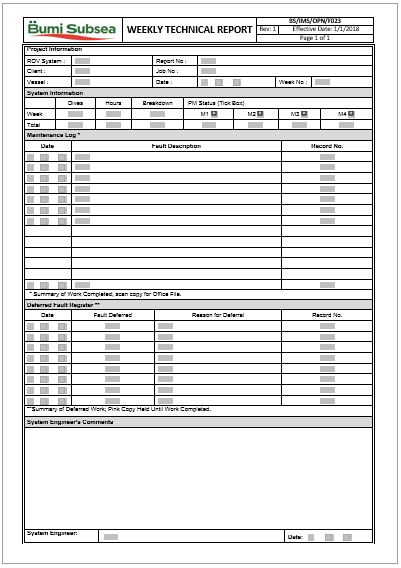 Bumi Subsea
WEEKLY TECHNICAL REPORT
BS/IMS/OPN/F023
Rev: 1 Effective Date: 1/1/2018
Page 1 of 1
Project Information
ROV System : Report No :
Client : Job No :
Vessel : Date : Week No :
System Information
Dives Hours Breakdown PM Status (Tick Box)
Week M1 M2 M3 M4
Total
Maintenance Log *
Date Fault Description Record No.
* Summary of Work Completed; scan copy for Office File.
Deferred Fault Register **
Date Fault Deferred Reason for Deferral Record No.
**Summary of Deferred Work; Pink Copy Held Until Work Completed.
System Engineer's Comments
System Engineer: Date: